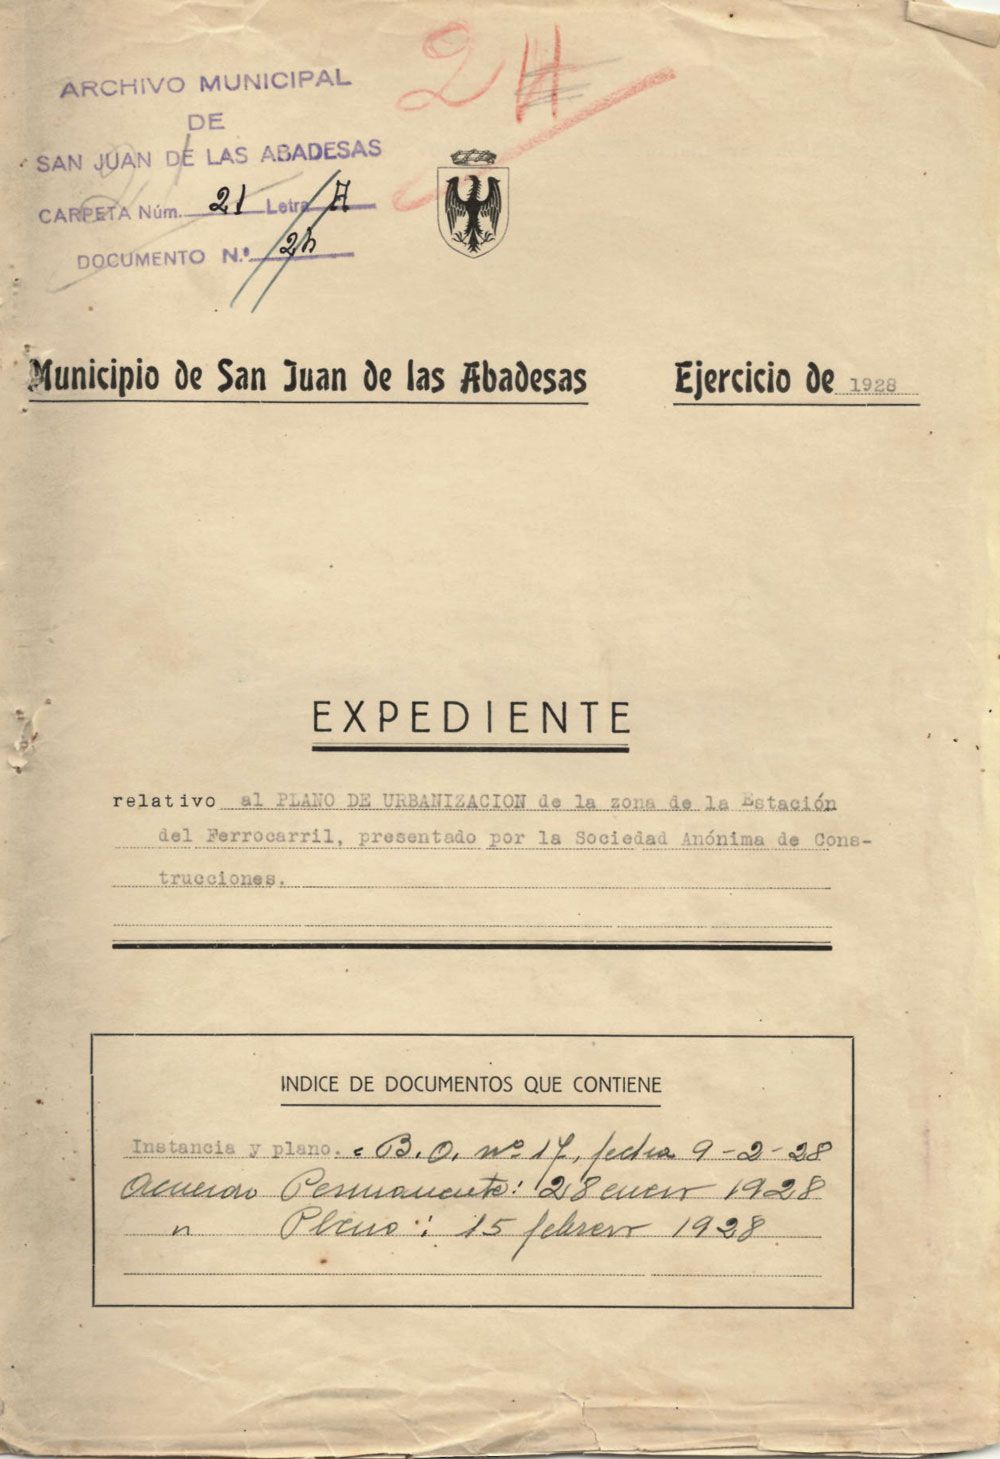 24
ARCHIVO MUNICIPAL
DE
SAN JUAN DE LAS ABADESAS
CARPETA Núm. 21 Letra A
DOCUMENTO N.º 24
Municipio de San Juan de las Abadesas
Ejercicio de 1928
EXPEDIENTE
relativo al PLANO DE URBANIZACION de la zona de la Estación
del Ferrocarril, presentado por la Sociedad Anónima de Cons-
trucciones.
INDICE DE DOCUMENTOS QUE CONTIENE
Instancia y plano. = B. O. nº 17, fecha 9-2-28
Acuerdo Permanente: 28 enero 1928
" Pleno: 15 febrero 1928